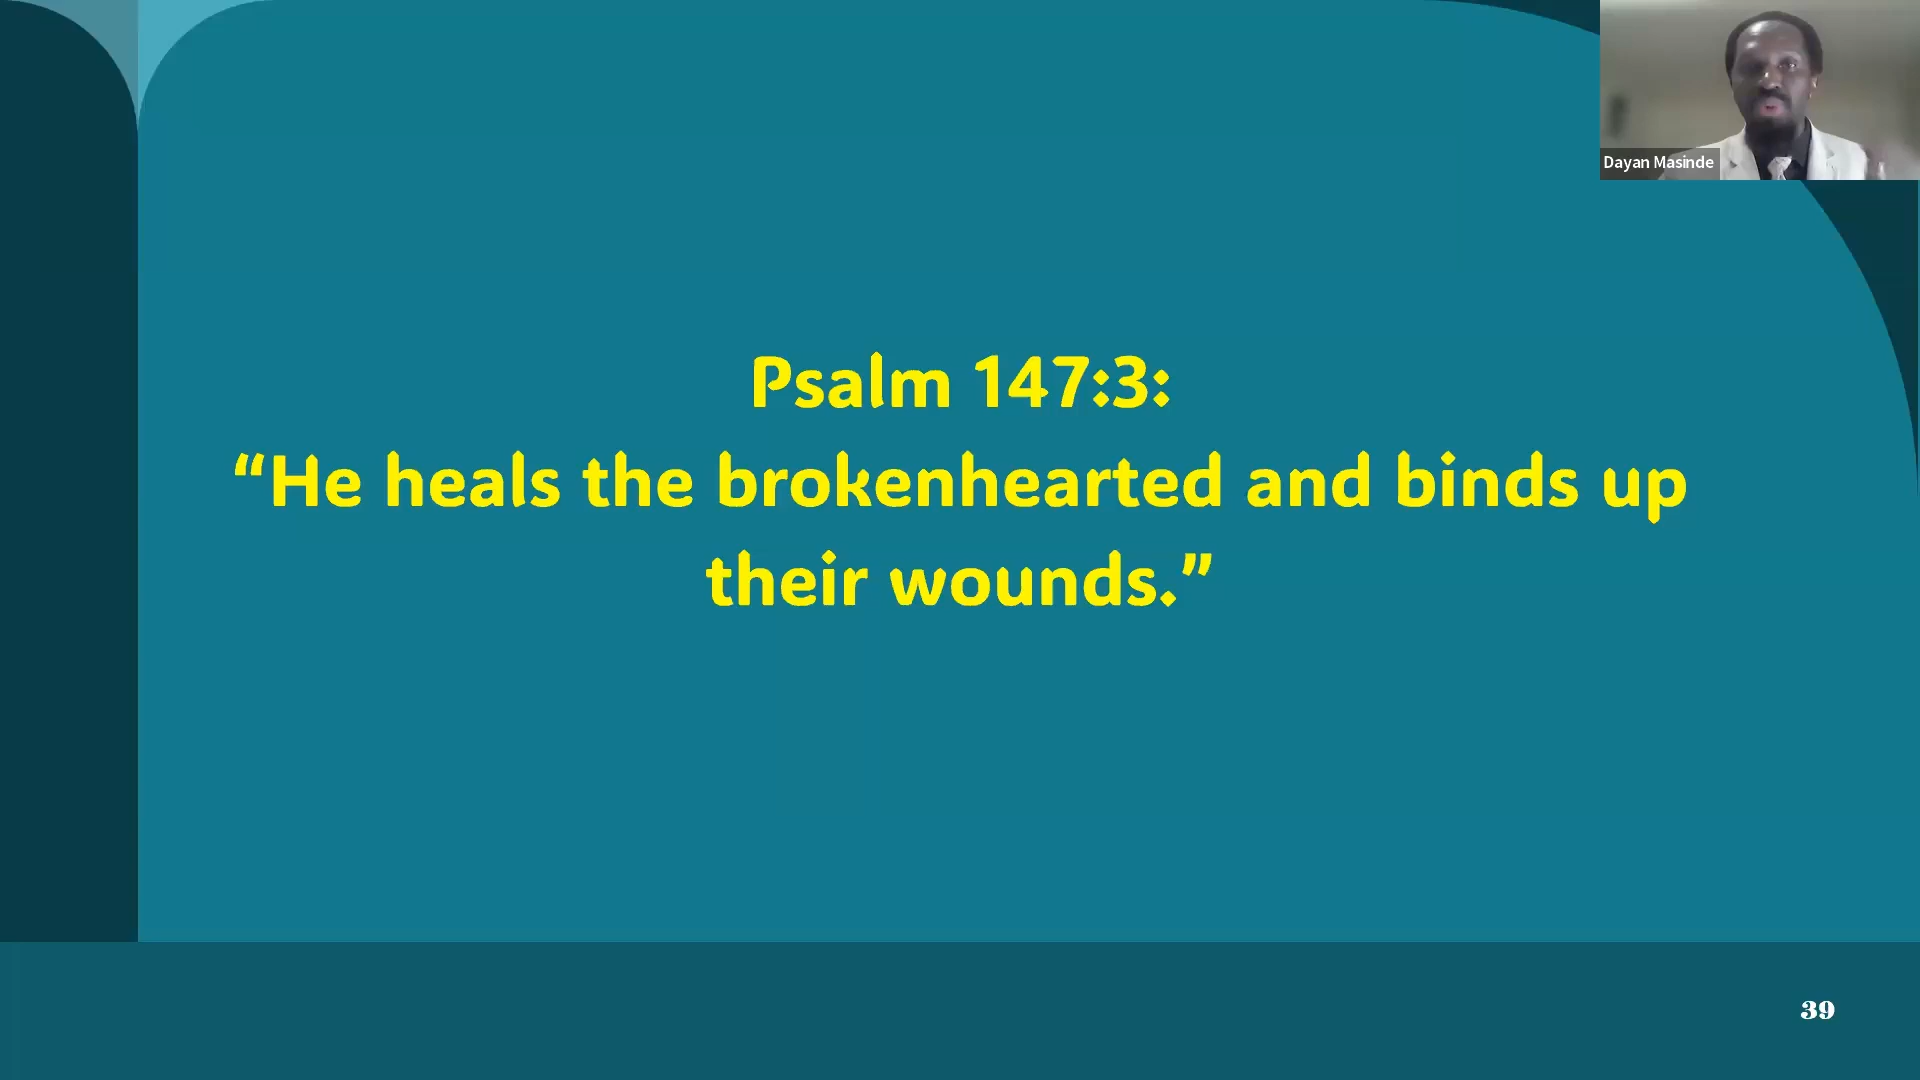 Dayan Masinde
Psalm 147:3:
“He heals the brokenhearted and binds up
their wounds.”
39